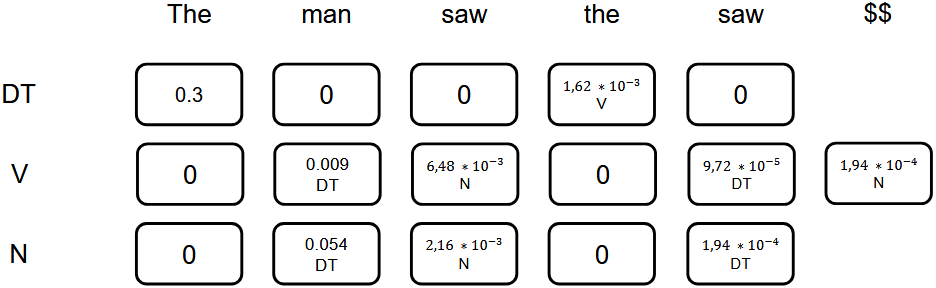 The man saw the saw $$
DT 0.3 0 0 1,62 * 10⁻³ V 0
V 0 0.009 DT 6,48 * 10⁻³ N 0 9,72 * 10⁻⁵ DT 1,94 * 10⁻⁴ N
N 0 0.054 DT 2,16 * 10⁻³ N 0 1,94 * 10⁻⁴ DT